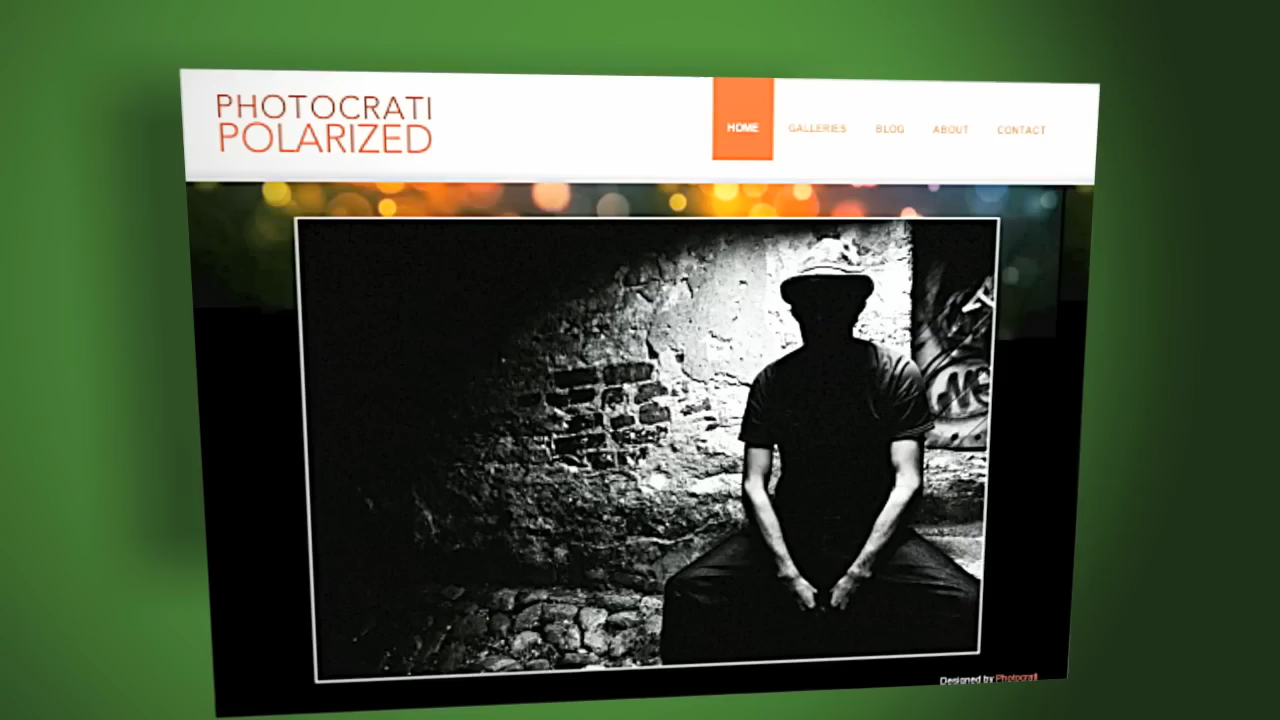 PHOTOCRATI
POLARIZED
HOME GALLERIES BLOG ABOUT CONTACT
Designed by Photocrati